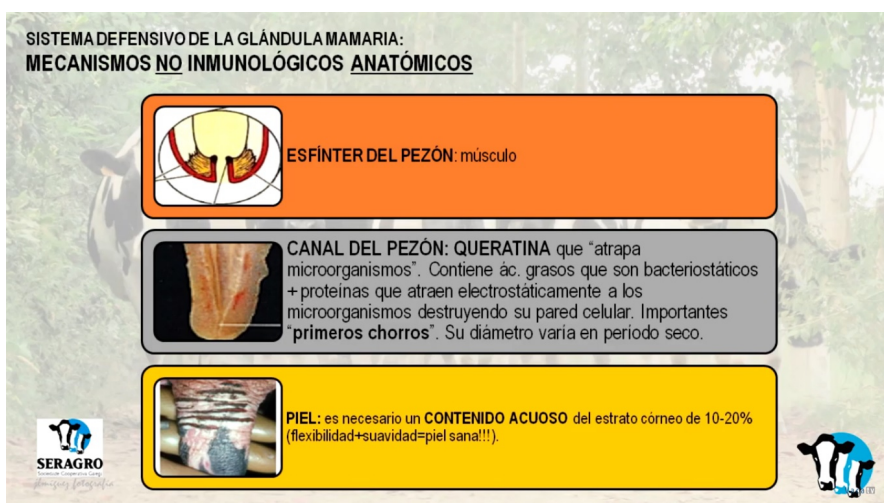 SISTEMA DEFENSIVO DE LA GLÁNDULA MAMARIA:
MECANISMOS NO INMUNOLÓGICOS ANATÓMICOS
ESFÍNTER DEL PEZÓN: músculo
CANAL DEL PEZÓN: QUERATINA que “atrapa
microorganismos”. Contiene ác. grasos que son bacteriostáticos
+ proteínas que atraen electrostáticamente a los
microorganismos destruyendo su pared celular. Importantes
“primeros chorros”. Su diámetro varía en período seco.
PIEL: es necesario un CONTENIDO ACUOSO del estrato córneo de 10-20%
(flexibilidad+suavidad=piel sana!!!).
SERAGRO